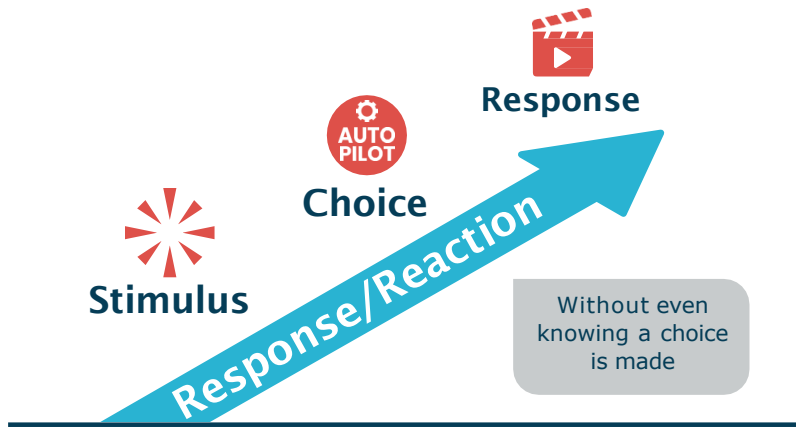 Response
AUTO
PILOT
Choice
Stimulus
Response/Reaction
Without even
knowing a choice
is made